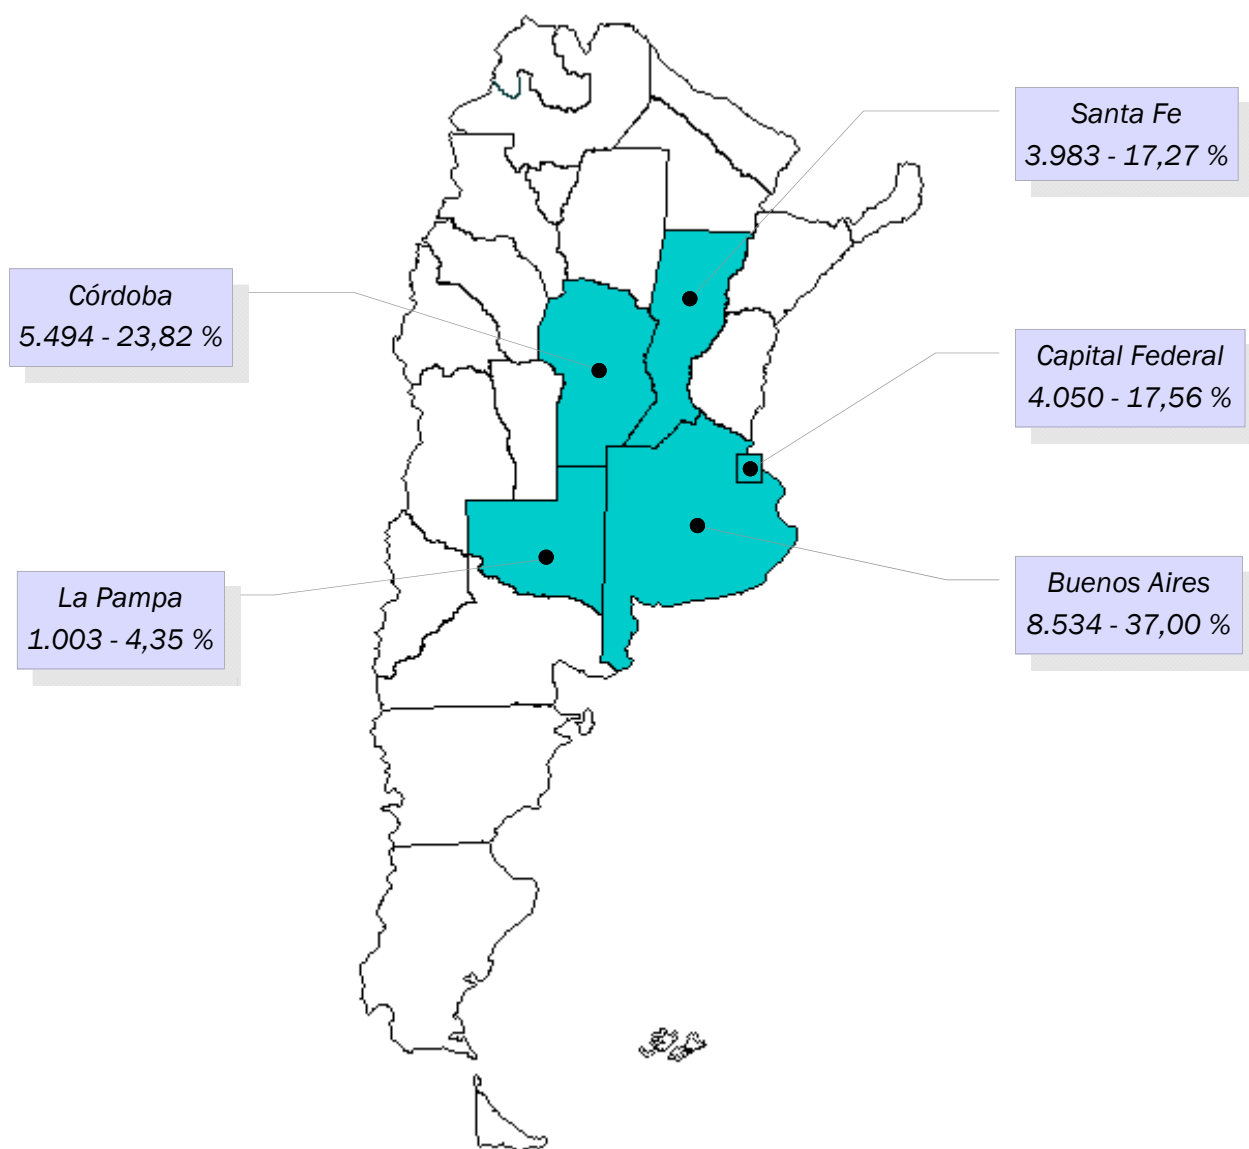 Santa Fe
3.983 - 17,27 %
Córdoba
5.494 - 23,82 %
Capital Federal
4.050 - 17,56 %
La Pampa
1.003 - 4,35 %
Buenos Aires
8.534 - 37,00 %